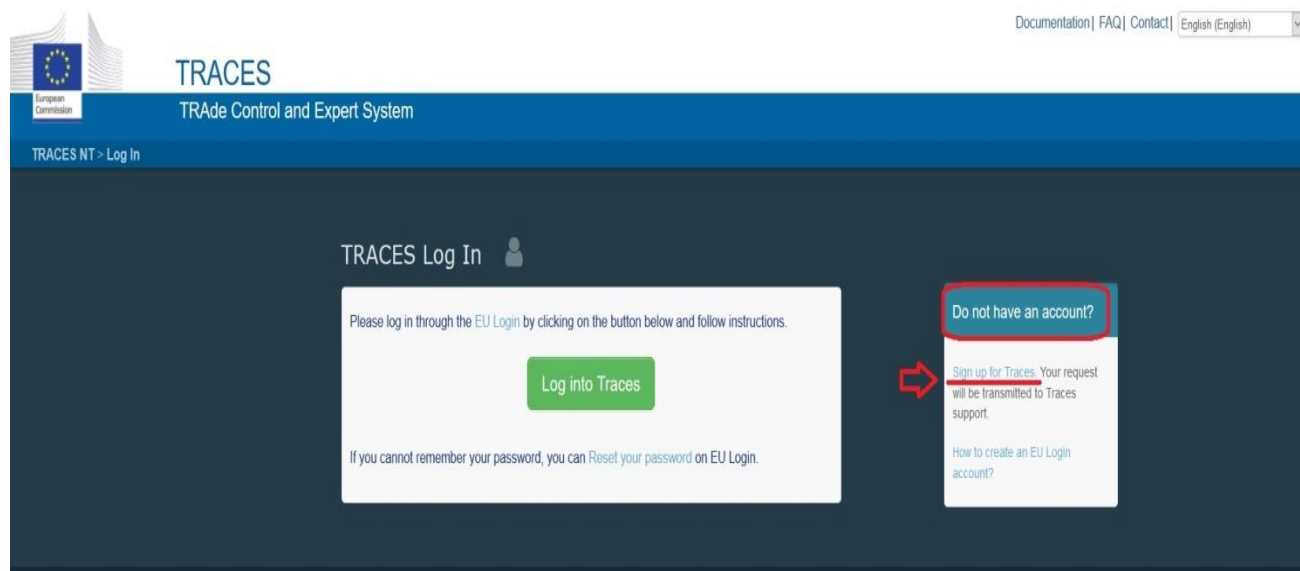 Documentation| FAQ| Contact| English (English)
European
Commission
TRACES
TRAde Control and Expert System
TRACES NT > Log In
TRACES Log In
Please log in through the EU Login by clicking on the button below and follow instructions.
Log into Traces
If you cannot remember your password, you can Reset your password on EU Login.
Do not have an account?
Sign up for Traces. Your request
will be transmitted to Traces
support.
How to create an EU Login
account?